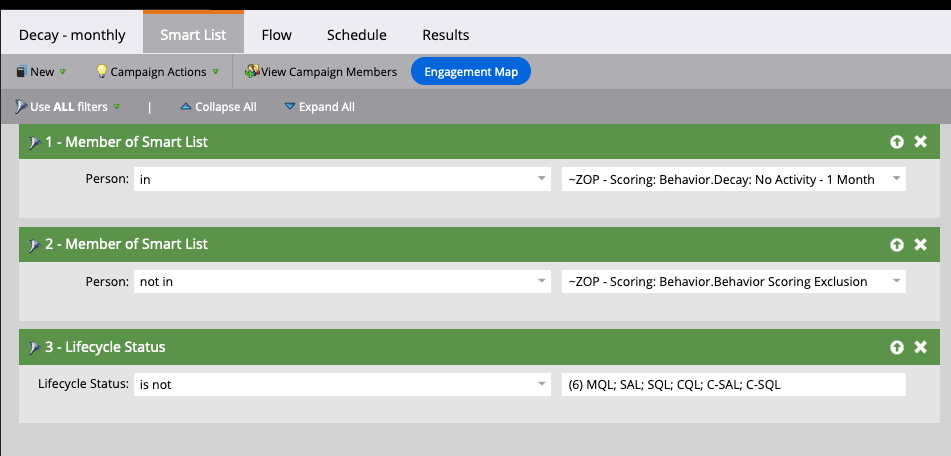 Decay - monthly Smart List Flow Schedule Results
New Campaign Actions View Campaign Members Engagement Map
Use ALL filters | Collapse All Expand All
1 - Member of Smart List
Person: in ~ZOP - Scoring: Behavior.Decay: No Activity - 1 Month
2 - Member of Smart List
Person: not in ~ZOP - Scoring: Behavior.Behavior Scoring Exclusion
3 - Lifecycle Status
Lifecycle Status: is not (6) MQL; SAL; SQL; CQL; C-SAL; C-SQL